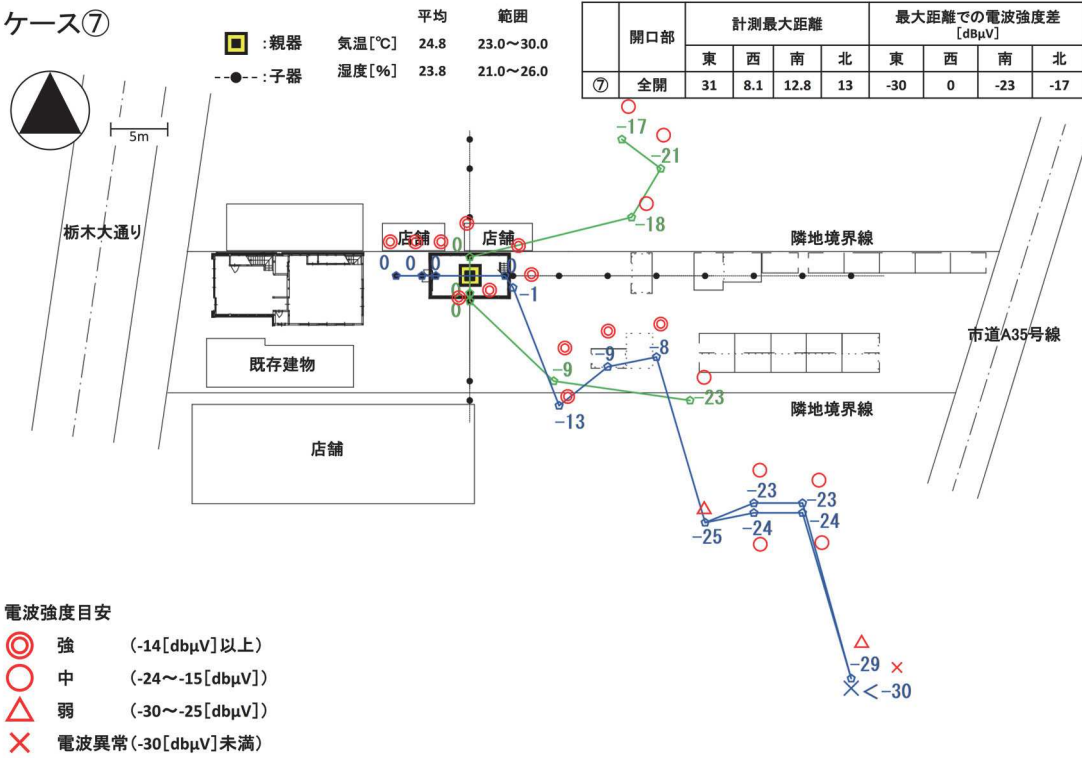 ケース⑦
平均 範囲
:親器 気温[℃] 24.8 23.0～30.0
:子器 湿度[%] 23.8 21.0～26.0
開口部 計測最大距離 最大距離での電波強度差
[dBμV]
東 西 南 北 東 西 南 北
⑦ 全開 31 8.1 12.8 13 -30 0 -23 -17
5m
-17
-21
-18
栃木大通り
店舗 店舗
隣地境界線
0
0 0 0 0
0
0
-1
市道A35号線
既存建物
-9
-8
-9
-23
-13
隣地境界線
店舗
-23 -23
-25 -24 -24
-29
<-30
電波強度目安
強 (-14[dbμV]以上)
中 (-24～-15[dbμV])
弱 (-30～-25[dbμV])
電波異常(-30[dbμV]未満)